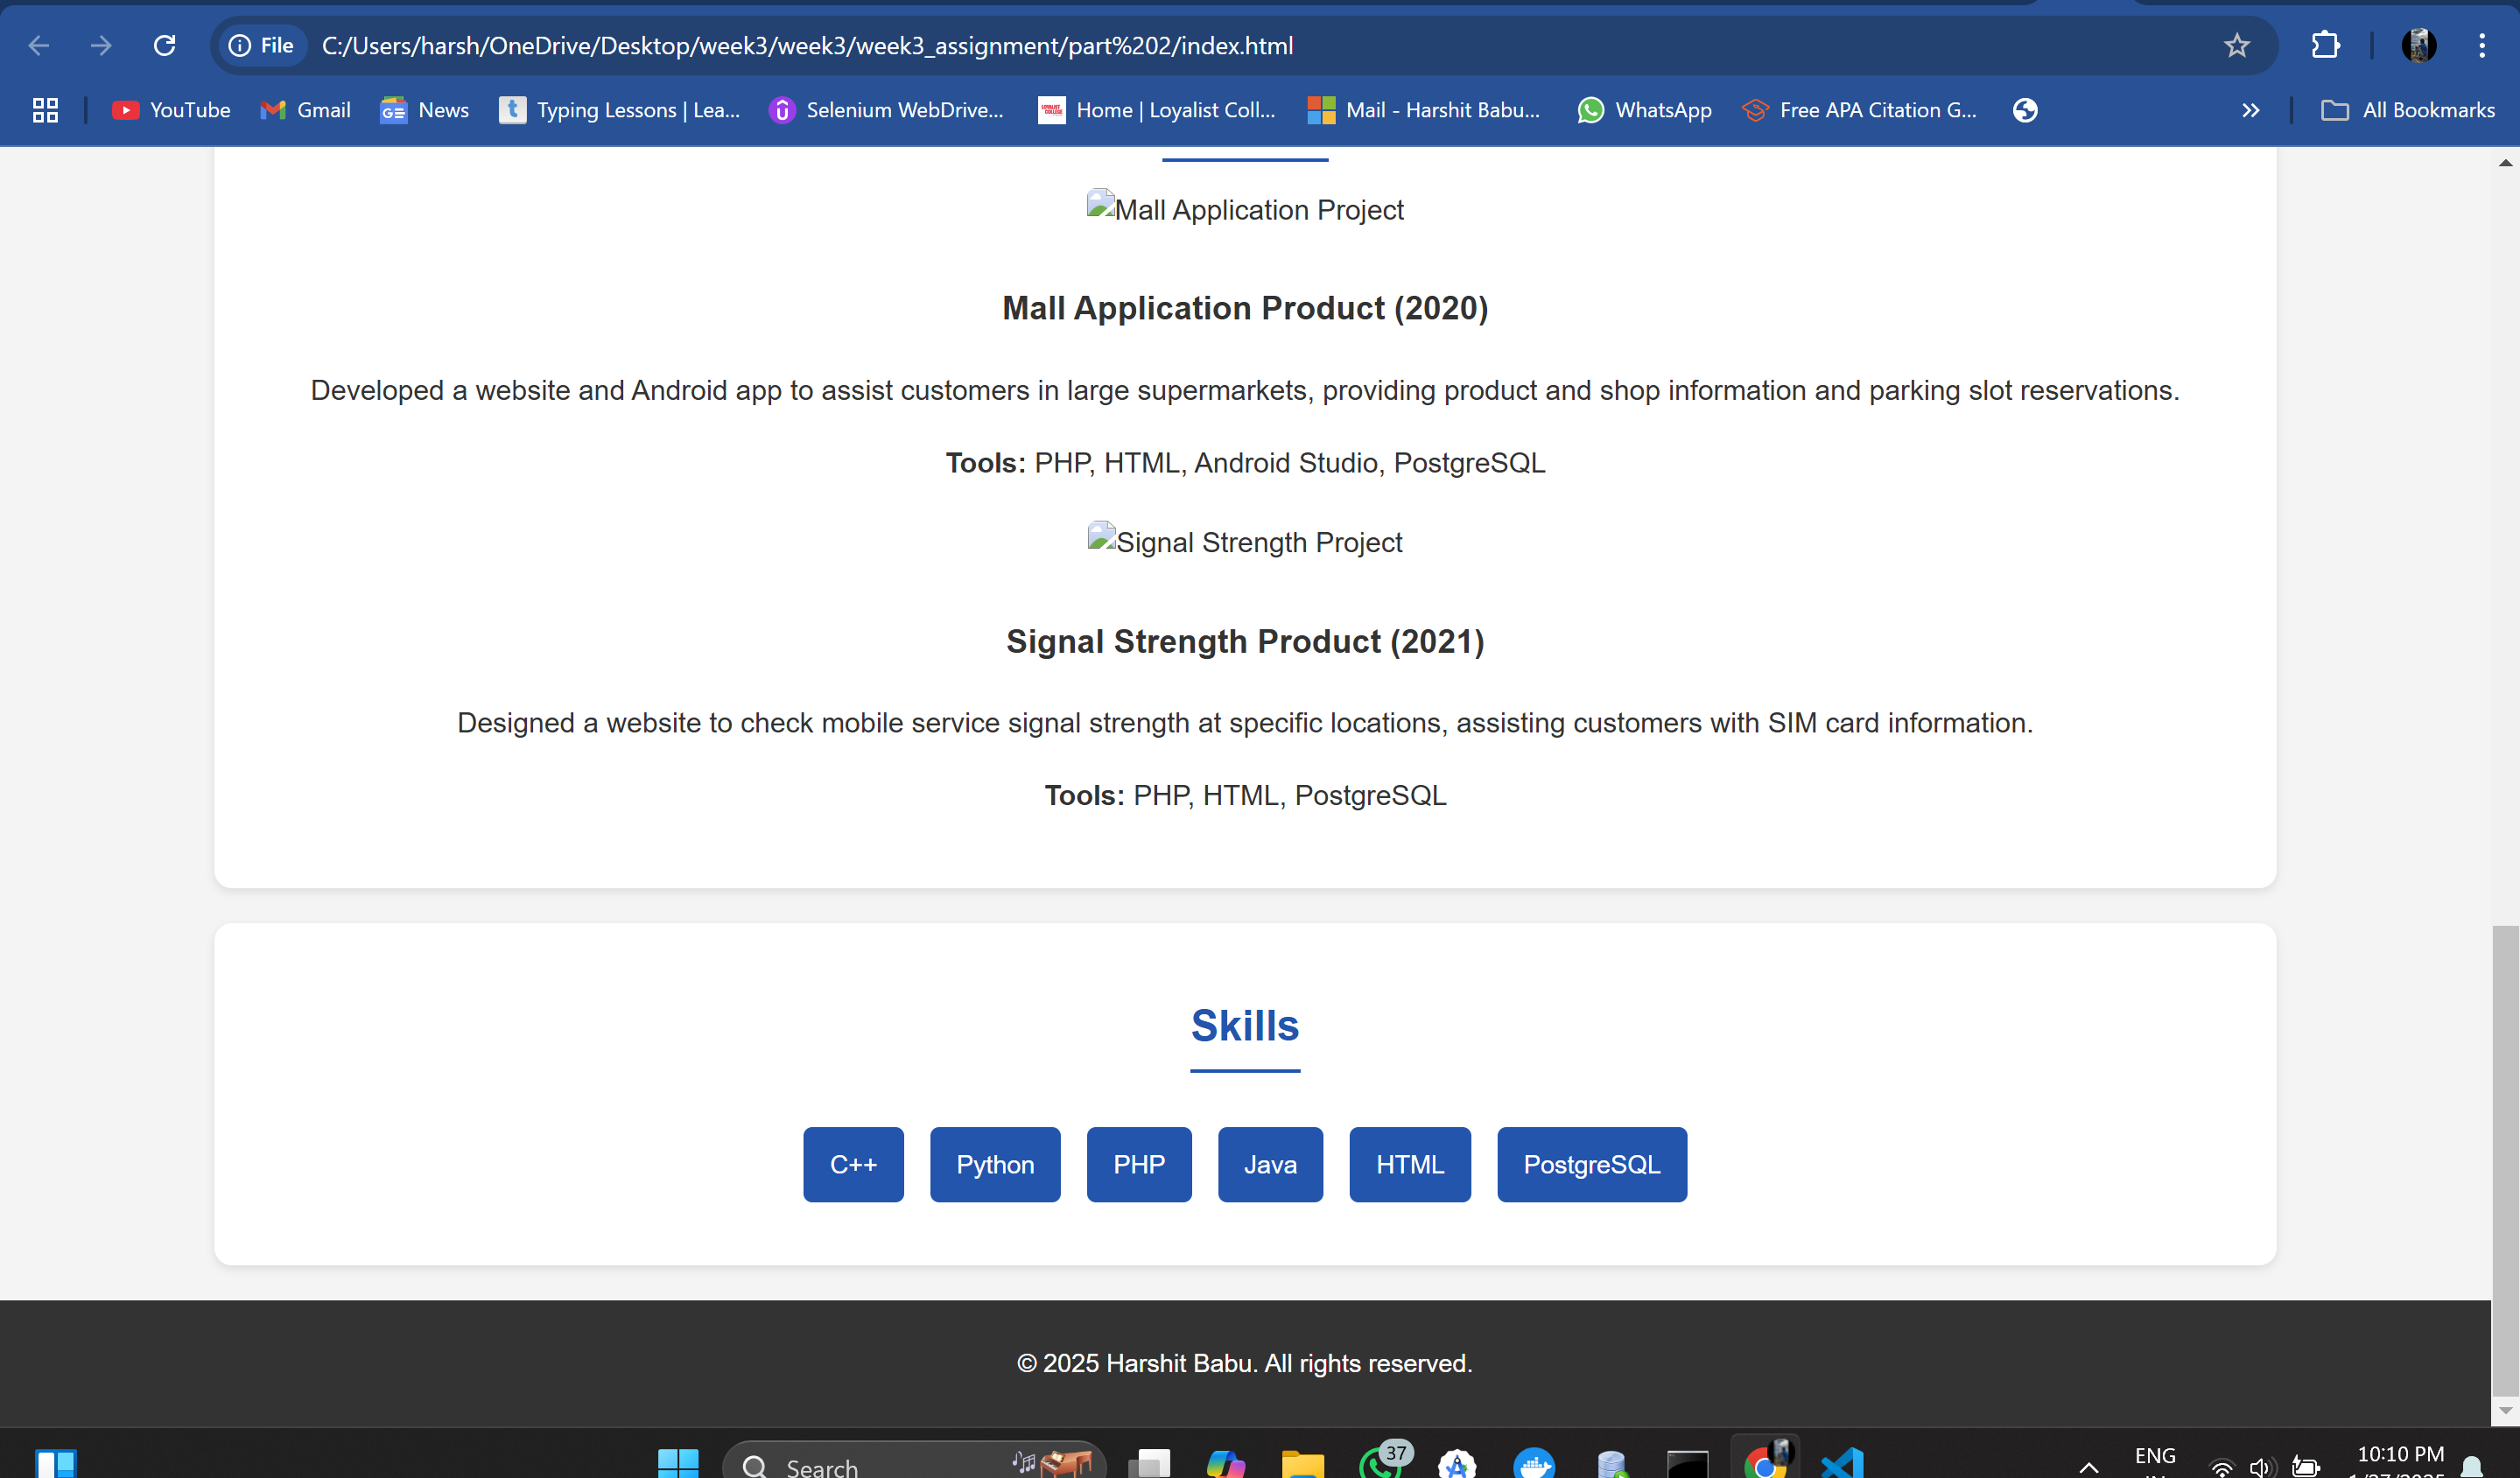 File C:/Users/harsh/OneDrive/Desktop/week3/week3/week3_assignment/part%202/index.html
YouTube Gmail News Typing Lessons | Lea... Selenium WebDrive... Home | Loyalist Coll... Mail - Harshit Babu... WhatsApp Free APA Citation G... All Bookmarks
Mall Application Project
Mall Application Product (2020)
Developed a website and Android app to assist customers in large supermarkets, providing product and shop information and parking slot reservations.
Tools: PHP, HTML, Android Studio, PostgreSQL
Signal Strength Project
Signal Strength Product (2021)
Designed a website to check mobile service signal strength at specific locations, assisting customers with SIM card information.
Tools: PHP, HTML, PostgreSQL
Skills
C++ Python PHP Java HTML PostgreSQL
© 2025 Harshit Babu. All rights reserved.
Search 37 ENG 10:10 PM